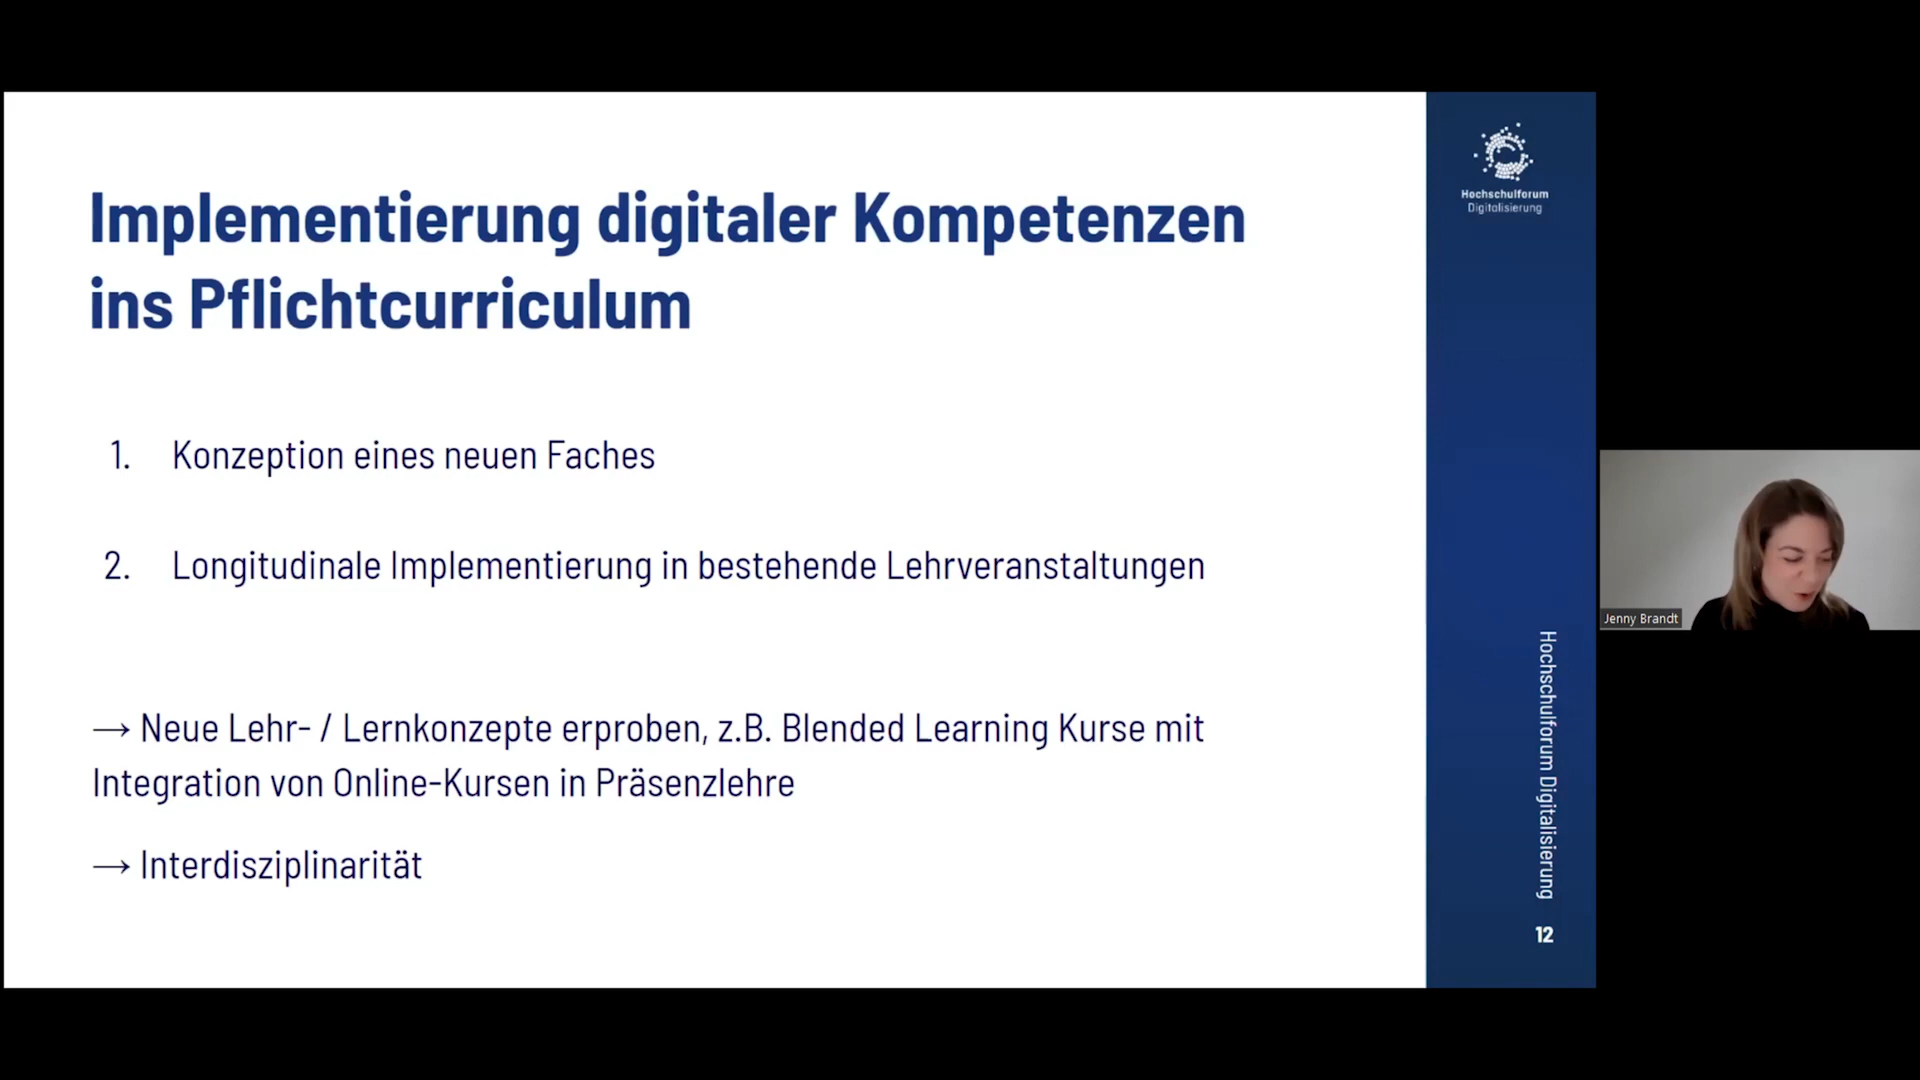 Implementierung digitaler Kompetenzen
ins Pflichtcurriculum
1. Konzeption eines neuen Faches
2. Longitudinale Implementierung in bestehende Lehrveranstaltungen
→ Neue Lehr- / Lernkonzepte erproben, z.B. Blended Learning Kurse mit
Integration von Online-Kursen in Präsenzlehre
→ Interdisziplinarität
Hochschulforum
Digitalisierung
Hochschulforum Digitalisierung
12
Jenny Brandt